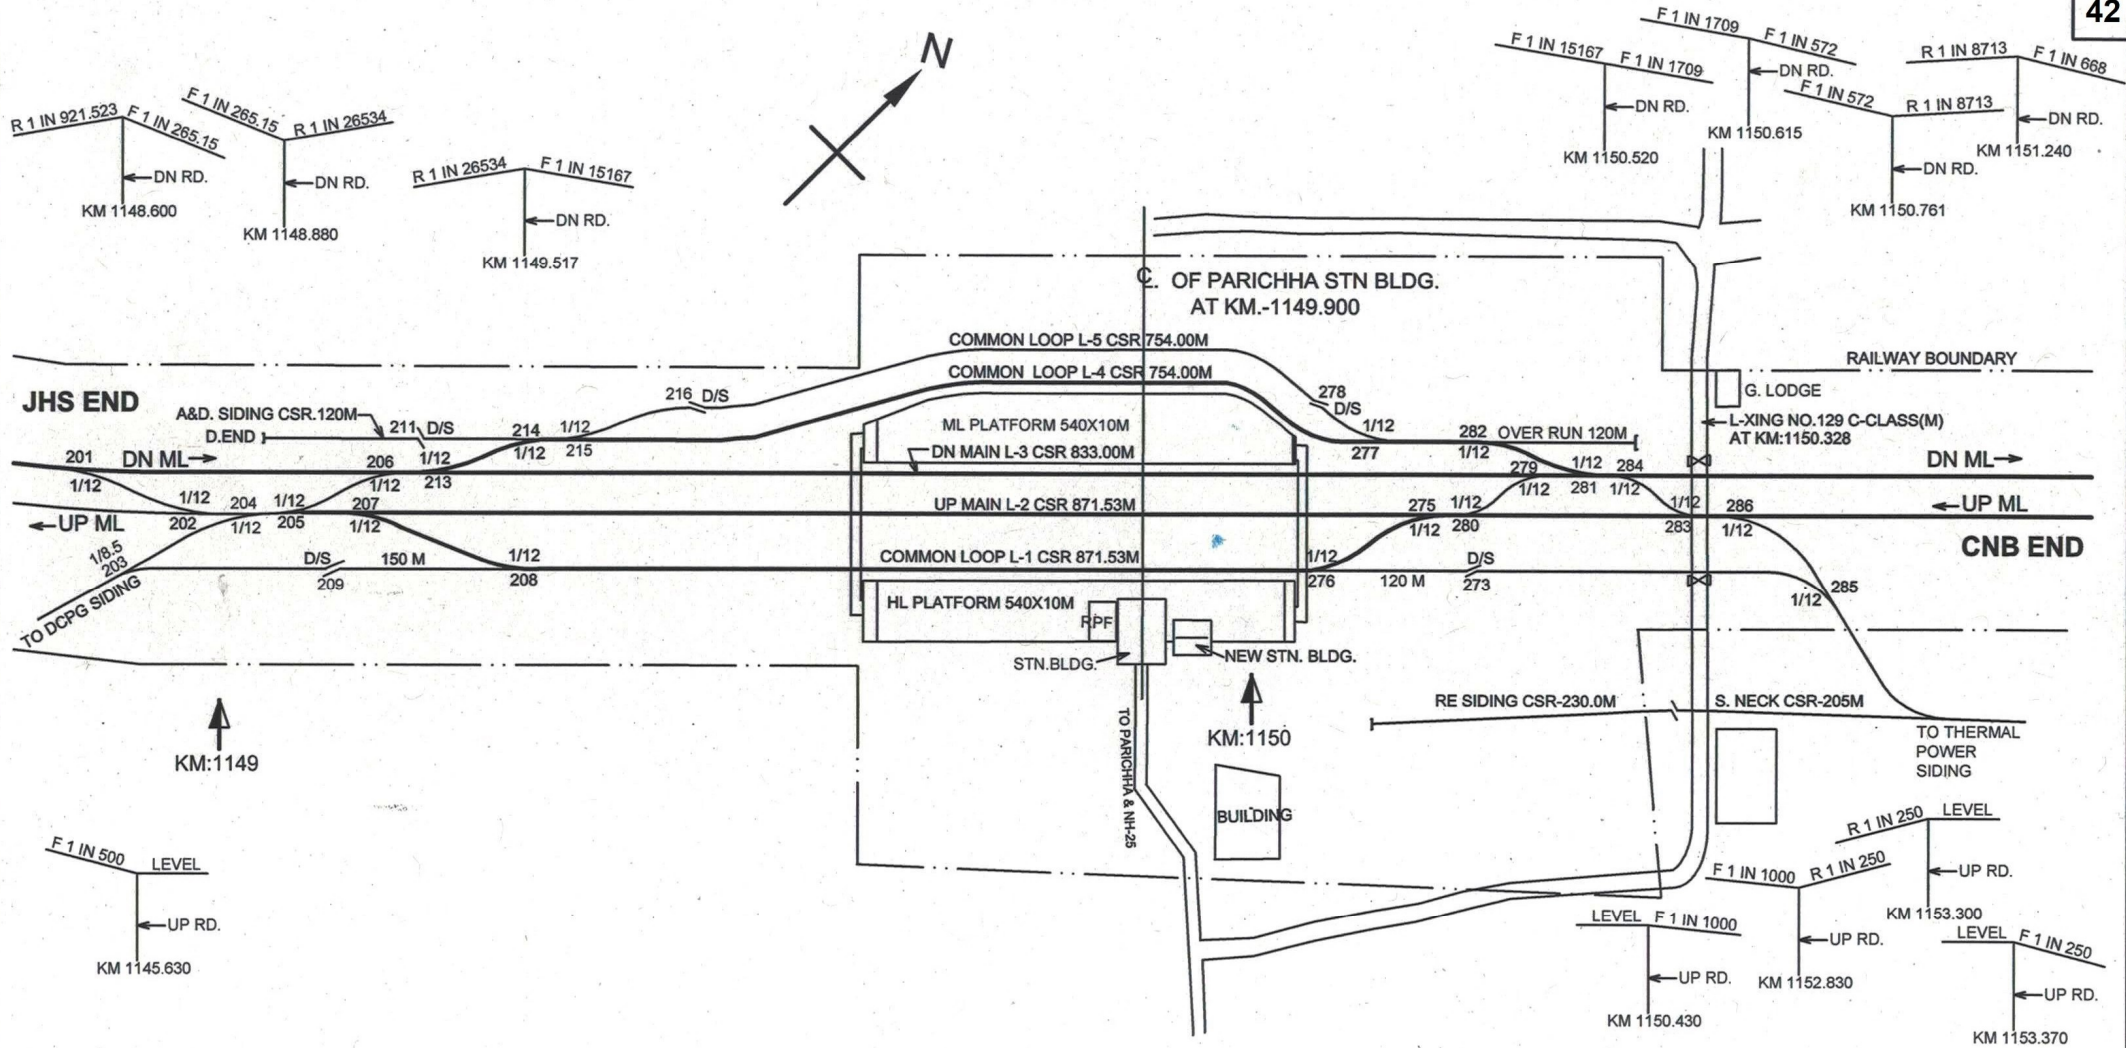 42
F 1 IN 1709
F 1 IN 572
DN RD.
KM 1150.615
F 1 IN 15167
F 1 IN 1709
DN RD.
KM 1150.520
R 1 IN 8713
F 1 IN 668
DN RD.
KM 1151.240
F 1 IN 572
R 1 IN 8713
DN RD.
KM 1150.761
N
R 1 IN 921.523
F 1 IN 265.15
DN RD.
KM 1148.600
F 1 IN 265.15
R 1 IN 26534
DN RD.
KM 1148.880
R 1 IN 26534
F 1 IN 15167
DN RD.
KM 1149.517
℄. OF PARICHHA STN BLDG.
AT KM.-1149.900
COMMON LOOP L-5 CSR 754.00M
COMMON LOOP L-4 CSR 754.00M
RAILWAY BOUNDARY
G. LODGE
JHS END
A&D. SIDING CSR.120M
D.END
211
D/S
216
D/S
278
D/S
214
1/12
1/12
215
ML PLATFORM 540X10M
1/12
277
282
1/12
OVER RUN 120M
L-XING NO.129 C-CLASS(M)
AT KM:1150.328
201
1/12
DN ML
206
1/12
1/12
213
DN MAIN L-3 CSR 833.00M
279
1/12
1/12
281
284
1/12
DN ML
1/12
202
204
1/12
1/12
205
207
1/12
UP MAIN L-2 CSR 871.53M
275
1/12
1/12
280
1/12
283
286
1/12
UP ML
UP ML
CNB END
1/8.5
203
D/S
209
150 M
1/12
208
COMMON LOOP L-1 CSR 871.53M
1/12
276
120 M
D/S
273
285
1/12
TO DCPG SIDING
HL PLATFORM 540X10M
RPF
STN.BLDG.
NEW STN. BLDG.
RE SIDING CSR-230.0M
S. NECK CSR-205M
TO THERMAL
POWER
SIDING
KM:1149
KM:1150
TO PARICHHA & NH-25
BUILDING
F 1 IN 500
LEVEL
UP RD.
KM 1145.630
R 1 IN 250
LEVEL
UP RD.
KM 1153.300
F 1 IN 1000
R 1 IN 250
UP RD.
KM 1152.830
LEVEL
F 1 IN 1000
UP RD.
KM 1150.430
LEVEL
F 1 IN 250
UP RD.
KM 1153.370